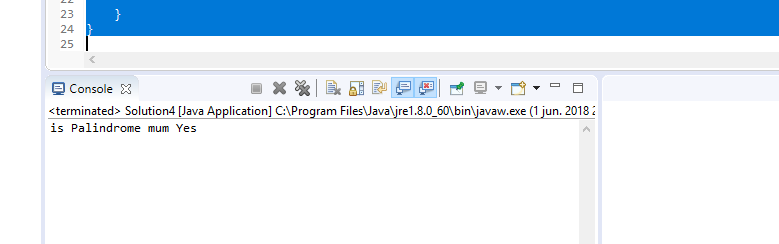 22
23 }
24 }
25
Console
<terminated> Solution4 [Java Application] C:\Program Files\Java\jre1.8.0_60\bin\javaw.exe (1 jun. 2018 2
is Palindrome mum Yes